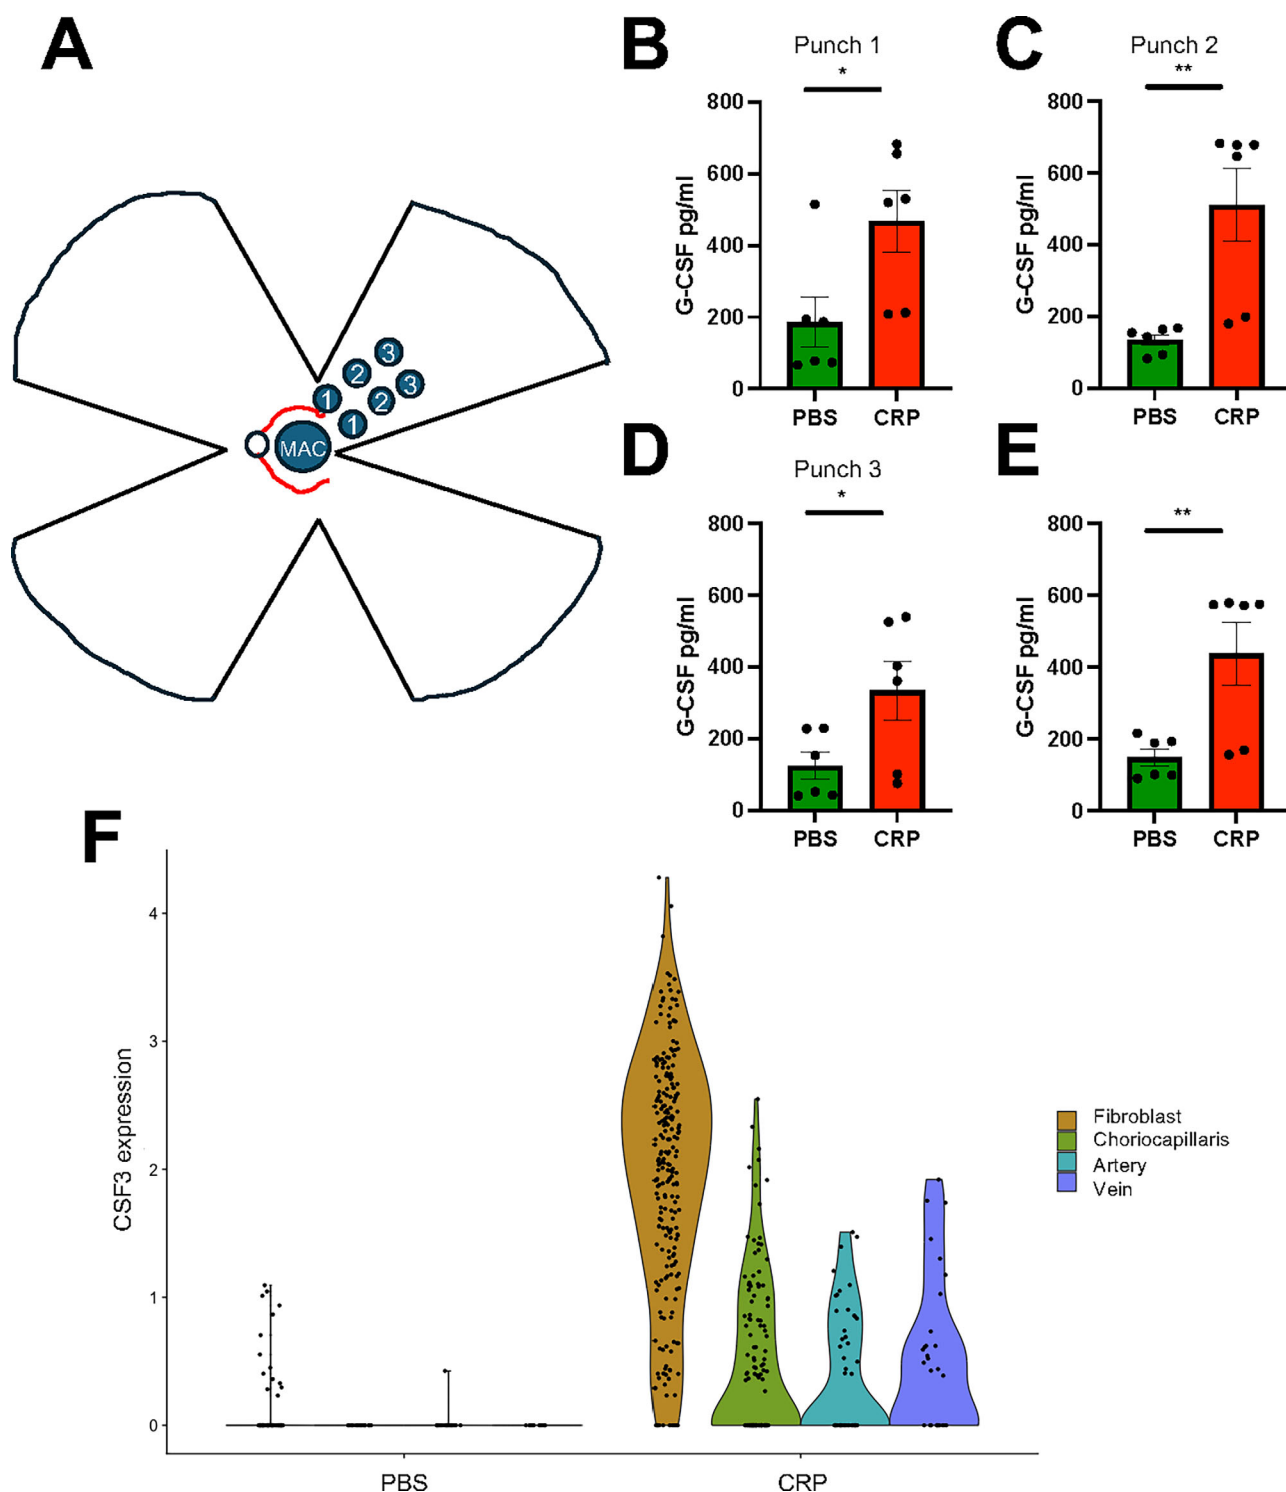 A
3
2
3
1
2
1
MAC
B
Punch 1
*
800
600
400
200
0
G-CSF pg/ml
PBS CRP
C
Punch 2
**
800
600
400
200
0
G-CSF pg/ml
PBS CRP
D
Punch 3
*
800
600
400
200
0
G-CSF pg/ml
PBS CRP
E
**
800
600
400
200
0
G-CSF pg/ml
PBS CRP
F
4
3
2
1
0
CSF3 expression
PBS CRP
Fibroblast
Choriocapillaris
Artery
Vein